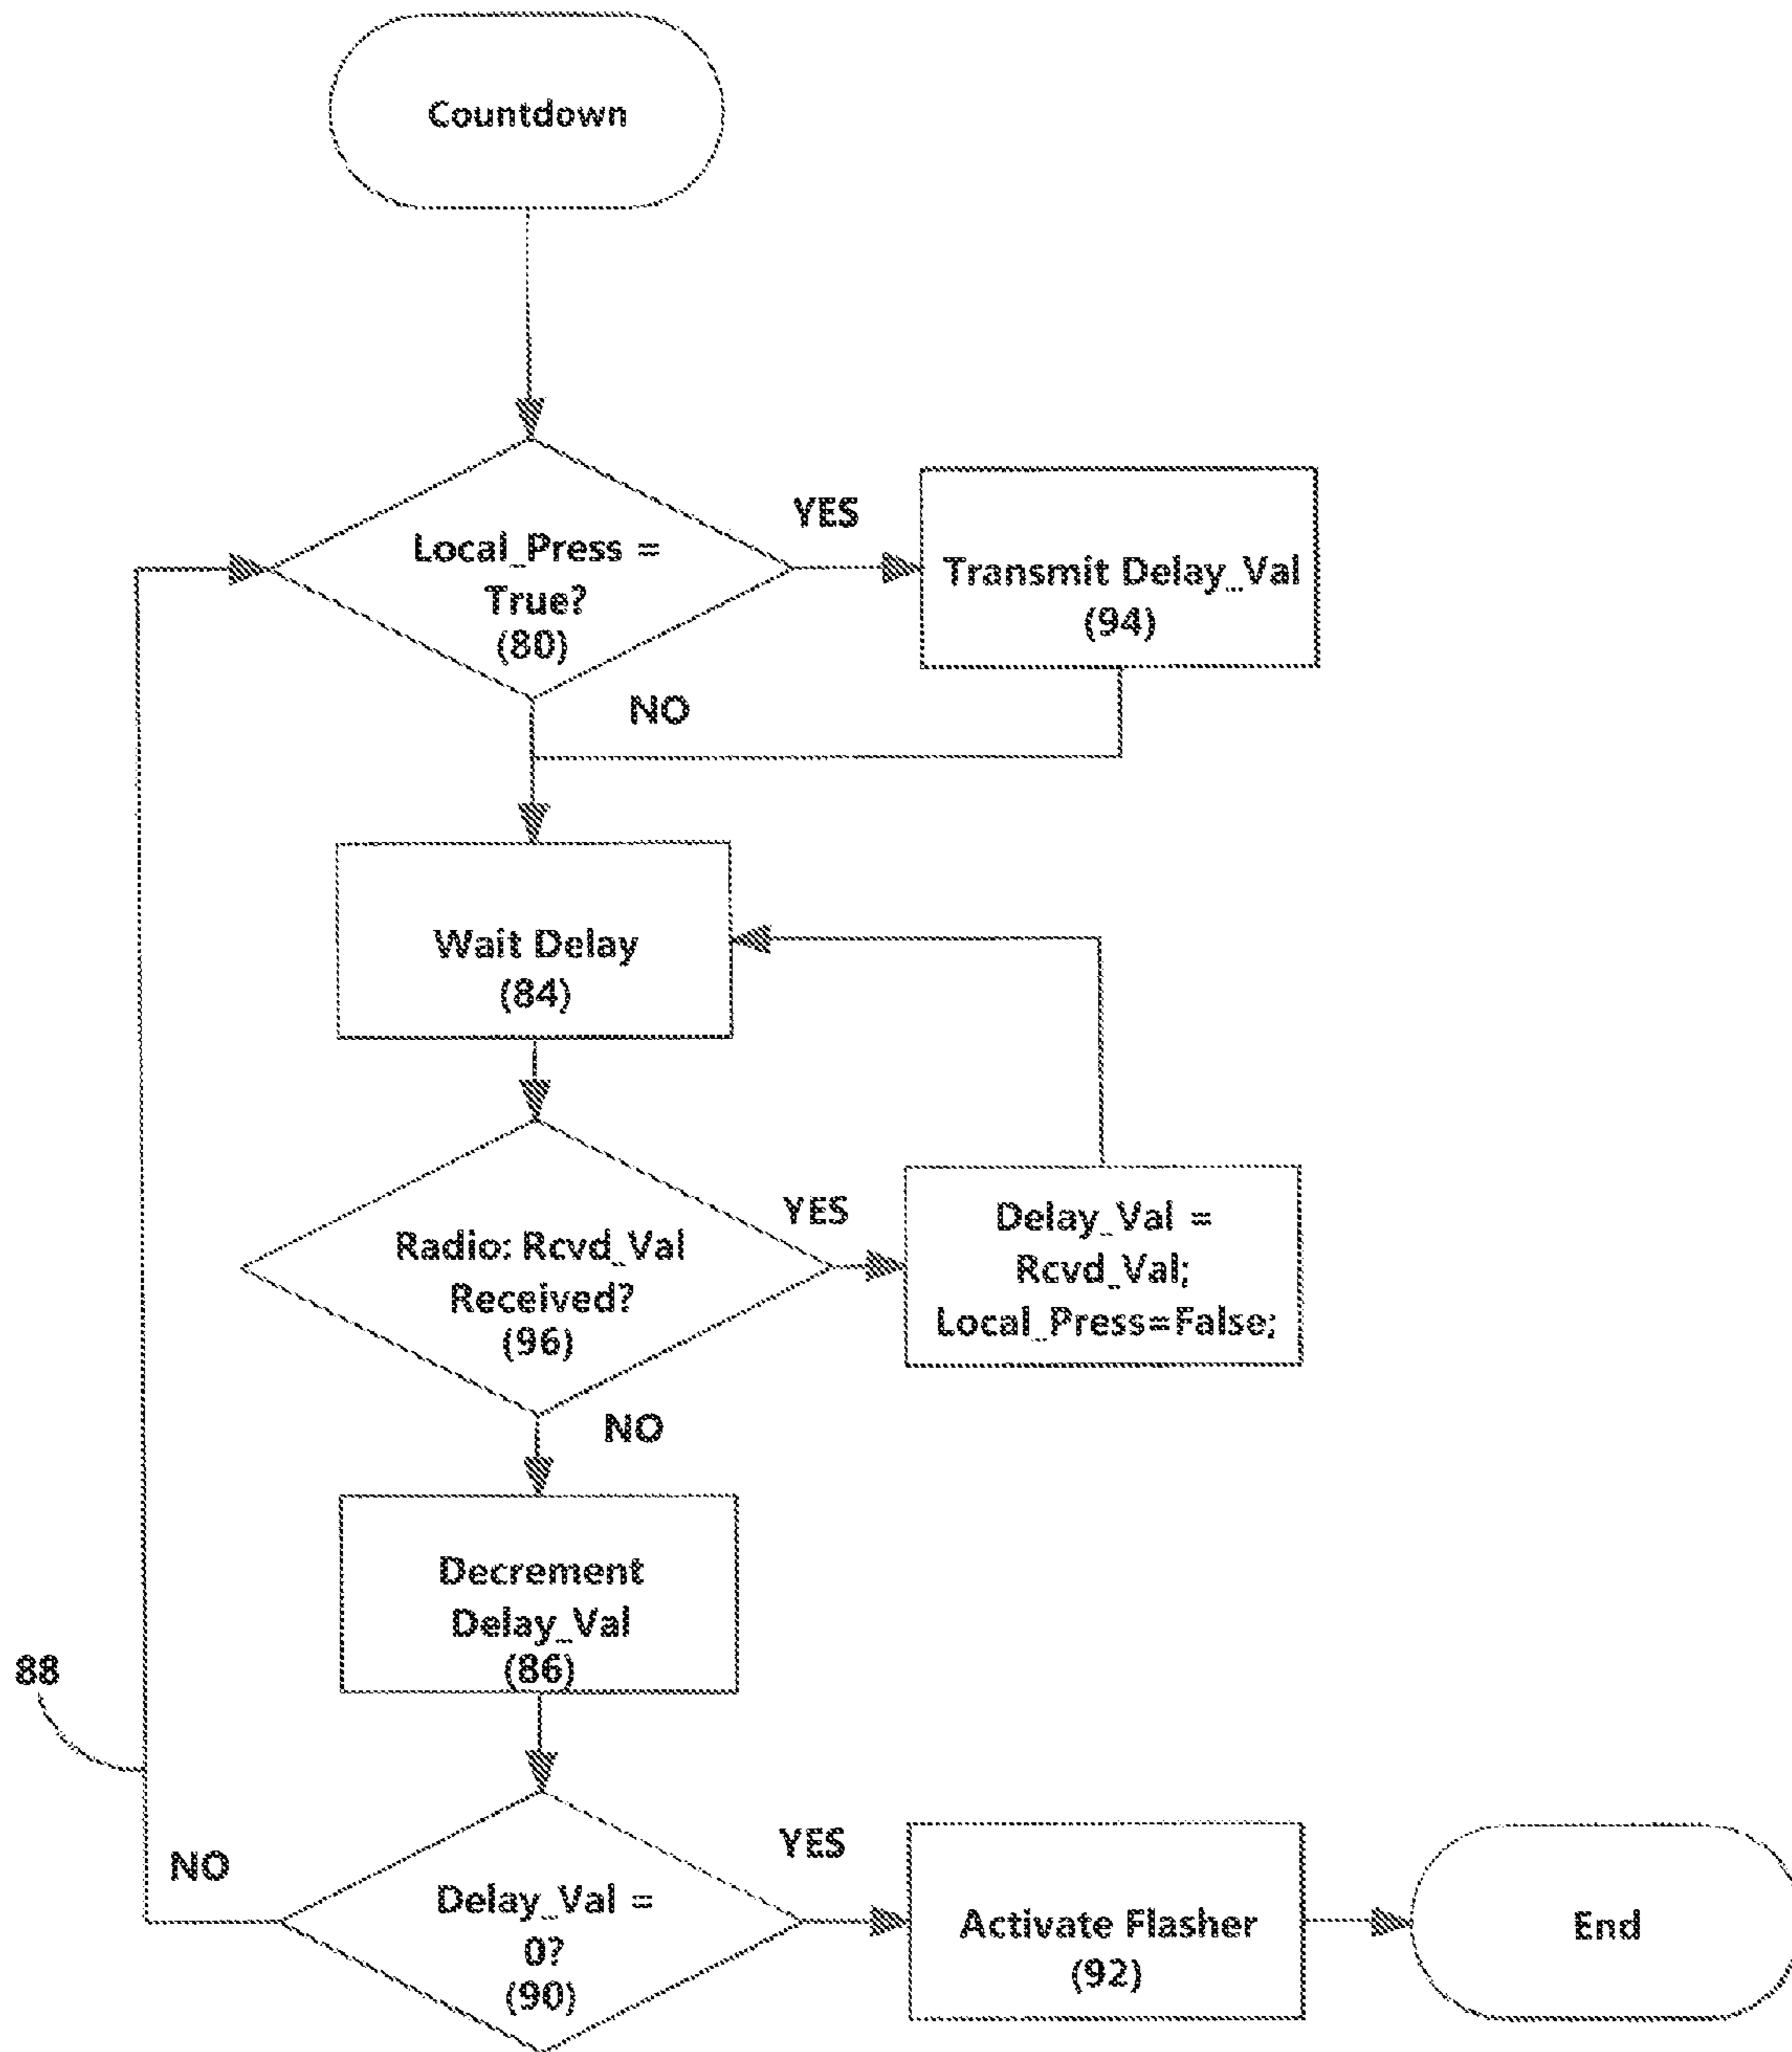 Countdown
Local_Press =
True?
(80)
YES
Transmit Delay_Val
(94)
NO
Wait Delay
(84)
Radio: Rcvd_Val
Received?
(96)
YES
Delay_Val =
Rcvd_Val;
Local_Press=False;
NO
Decrement
Delay_Val
(86)
88
NO
Delay_Val =
0?
(90)
YES
Activate Flasher
(92)
End